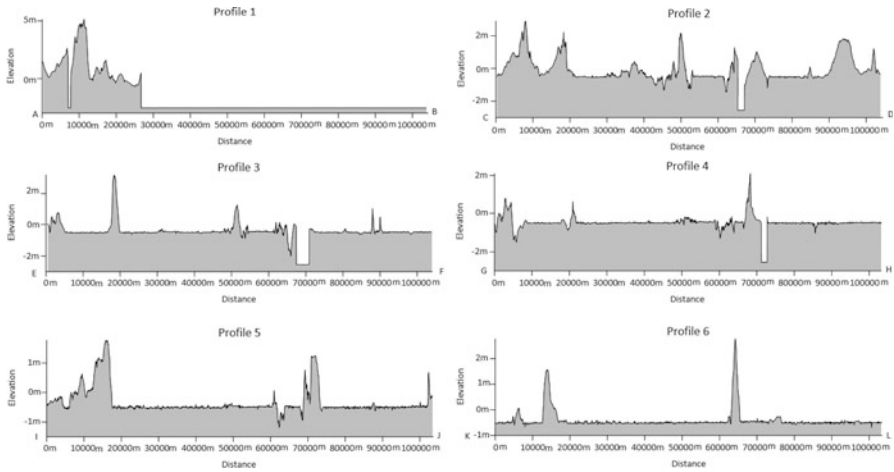 Profile 1
5m
0m
Elevation
A
B
0m 10000m 20000m 30000m 40000m 50000m 60000m 70000m 80000m 90000m 100000m
Distance
Profile 2
2m
0m
-2m
Elevation
C
D
0m 10000m 20000m 30000m 40000m 50000m 60000m 70000m 80000m 90000m 100000m
Distance
Profile 3
2m
0m
-2m
Elevation
E
F
0m 10000m 20000m 30000m 40000m 50000m 60000m 70000m 80000m 90000m 100000m
Distance
Profile 4
2m
0m
-2m
Elevation
G
H
0m 10000m 20000m 30000m 40000m 50000m 60000m 70000m 80000m 90000m 100000m
Distance
Profile 5
1m
0m
-1m
Elevation
I
J
0m 10000m 20000m 30000m 40000m 50000m 60000m 70000m 80000m 90000m 100000m
Distance
Profile 6
2m
1m
0m
-1m
Elevation
K
L
0m 10000m 20000m 30000m 40000m 50000m 60000m 70000m 80000m 90000m 100000m
Distance